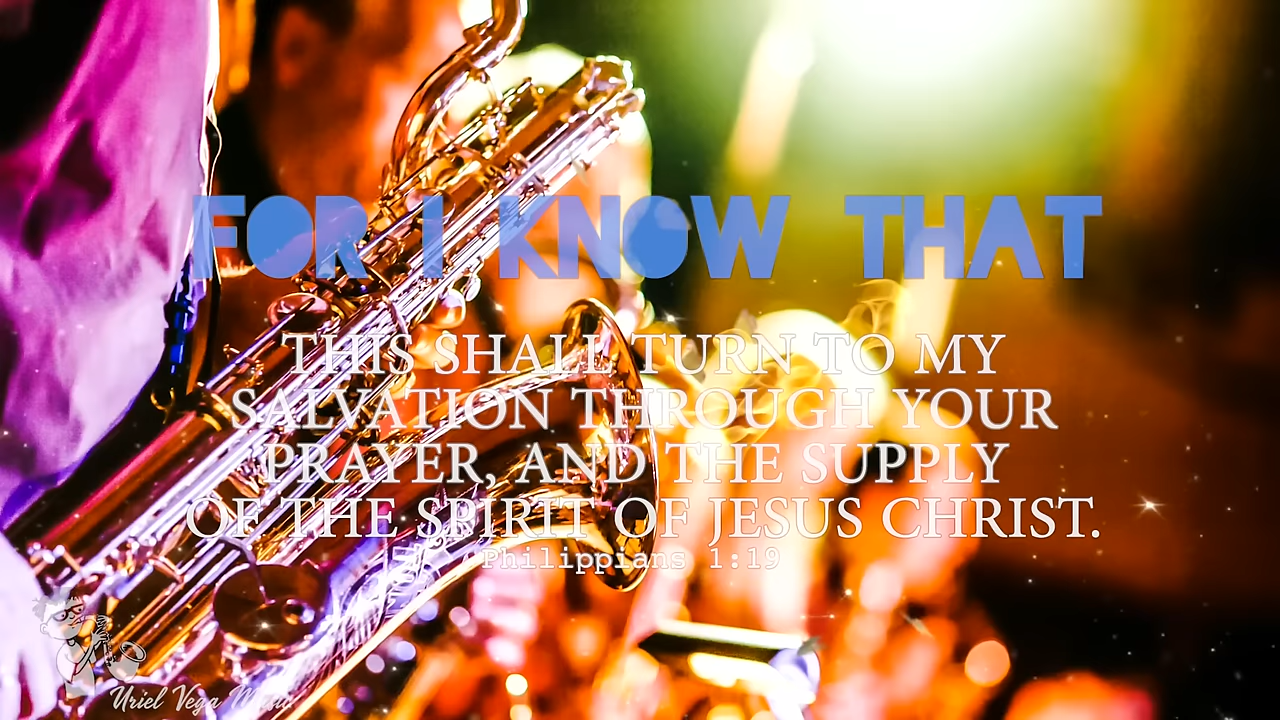 FOR I KNOW THAT
THIS SHALL TURN TO MY
SALVATION THROUGH YOUR
PRAYER, AND THE SUPPLY
OF THE SPIRIT OF JESUS CHRIST.
Philippians 1:19
Uriel Vega Music